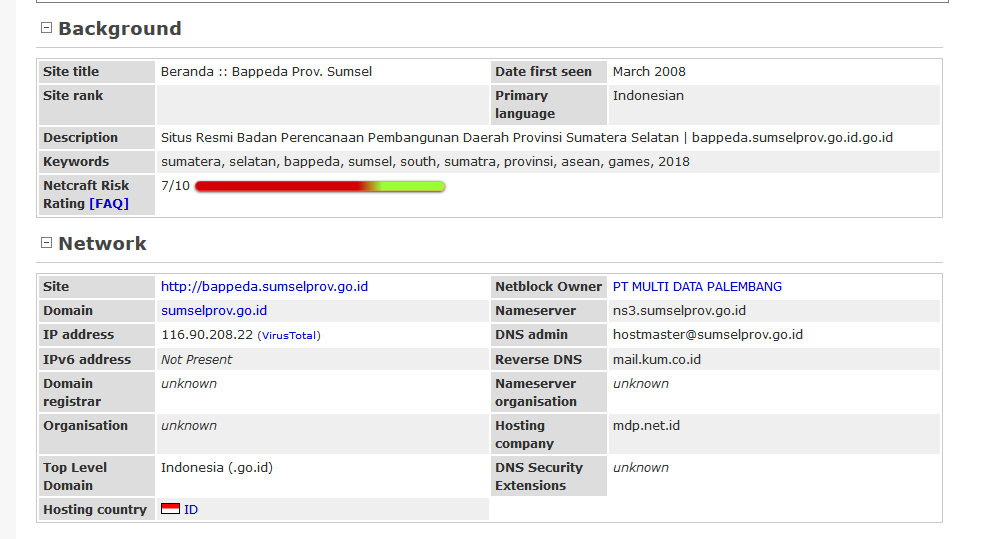 Background
Site title Beranda :: Bappeda Prov. Sumsel Date first seen March 2008
Site rank Primary language Indonesian
Description Situs Resmi Badan Perencanaan Pembangunan Daerah Provinsi Sumatera Selatan | bappeda.sumselprov.go.id.go.id
Keywords sumatera, selatan, bappeda, sumsel, south, sumatra, provinsi, asean, games, 2018
Netcraft Risk Rating [FAQ] 7/10
Network
Site http://bappeda.sumselprov.go.id Netblock Owner PT MULTI DATA PALEMBANG
Domain sumselprov.go.id Nameserver ns3.sumselprov.go.id
IP address 116.90.208.22 (VirusTotal) DNS admin hostmaster@sumselprov.go.id
IPv6 address Not Present Reverse DNS mail.kum.co.id
Domain registrar unknown Nameserver organisation unknown
Organisation unknown Hosting company mdp.net.id
Top Level Domain Indonesia (.go.id) DNS Security Extensions unknown
Hosting country ID